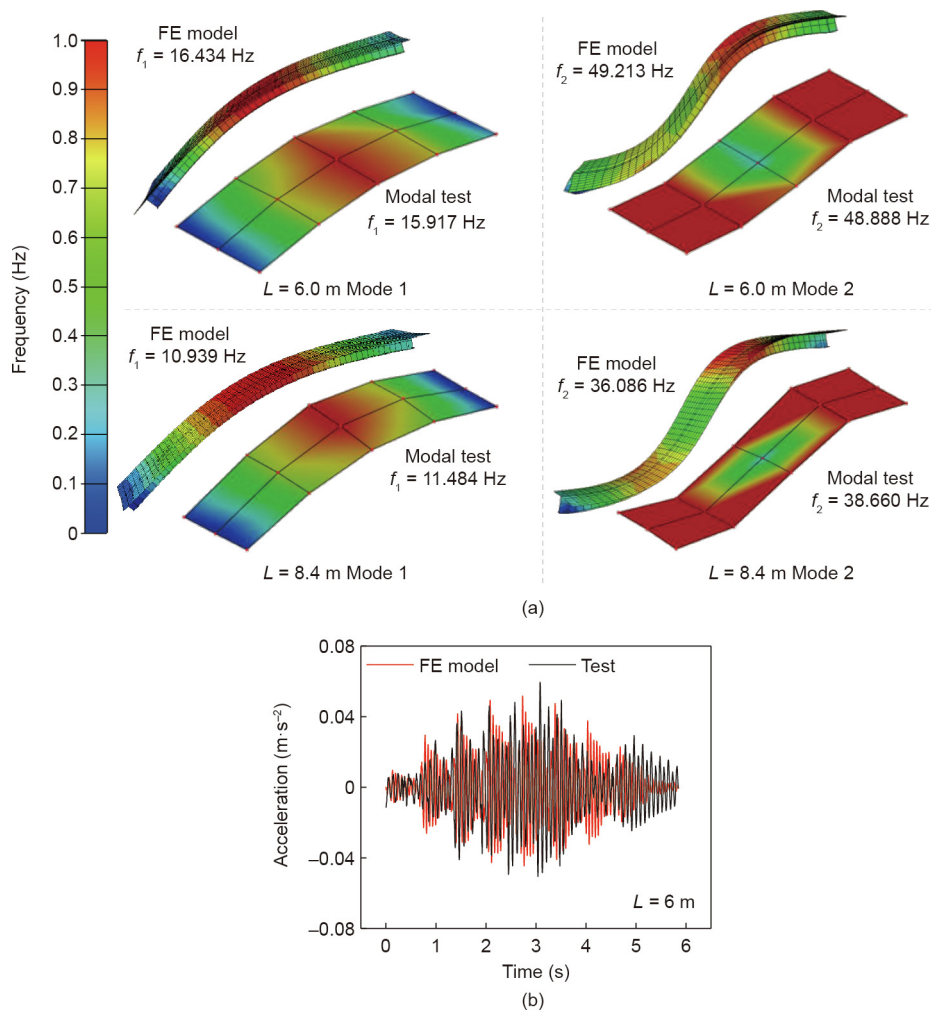 (a)
FE model
f1 = 16.434 Hz
Modal test
f1 = 15.917 Hz
L = 6.0 m Mode 1
FE model
f2 = 49.213 Hz
Modal test
f2 = 48.888 Hz
L = 6.0 m Mode 2
Frequency (Hz)
1.0
0.9
0.8
0.7
0.6
0.5
0.4
0.3
0.2
0.1
0
FE model
f1 = 10.939 Hz
Modal test
f1 = 11.484 Hz
L = 8.4 m Mode 1
FE model
f2 = 36.086 Hz
Modal test
f2 = 38.660 Hz
L = 8.4 m Mode 2
(a)
0.08
0.04
0
–0.04
–0.08
Acceleration (m·s–2)
FE model
Test
L = 6 m
0 1 2 3 4 5 6
Time (s)
(b)